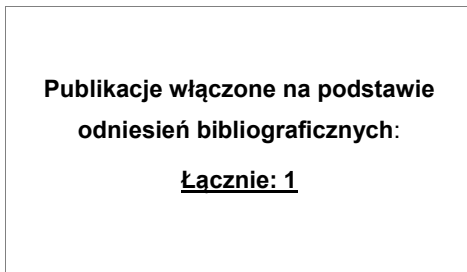 Publikacje włączone na podstawie
odniesień bibliograficznych:
Łącznie: 1